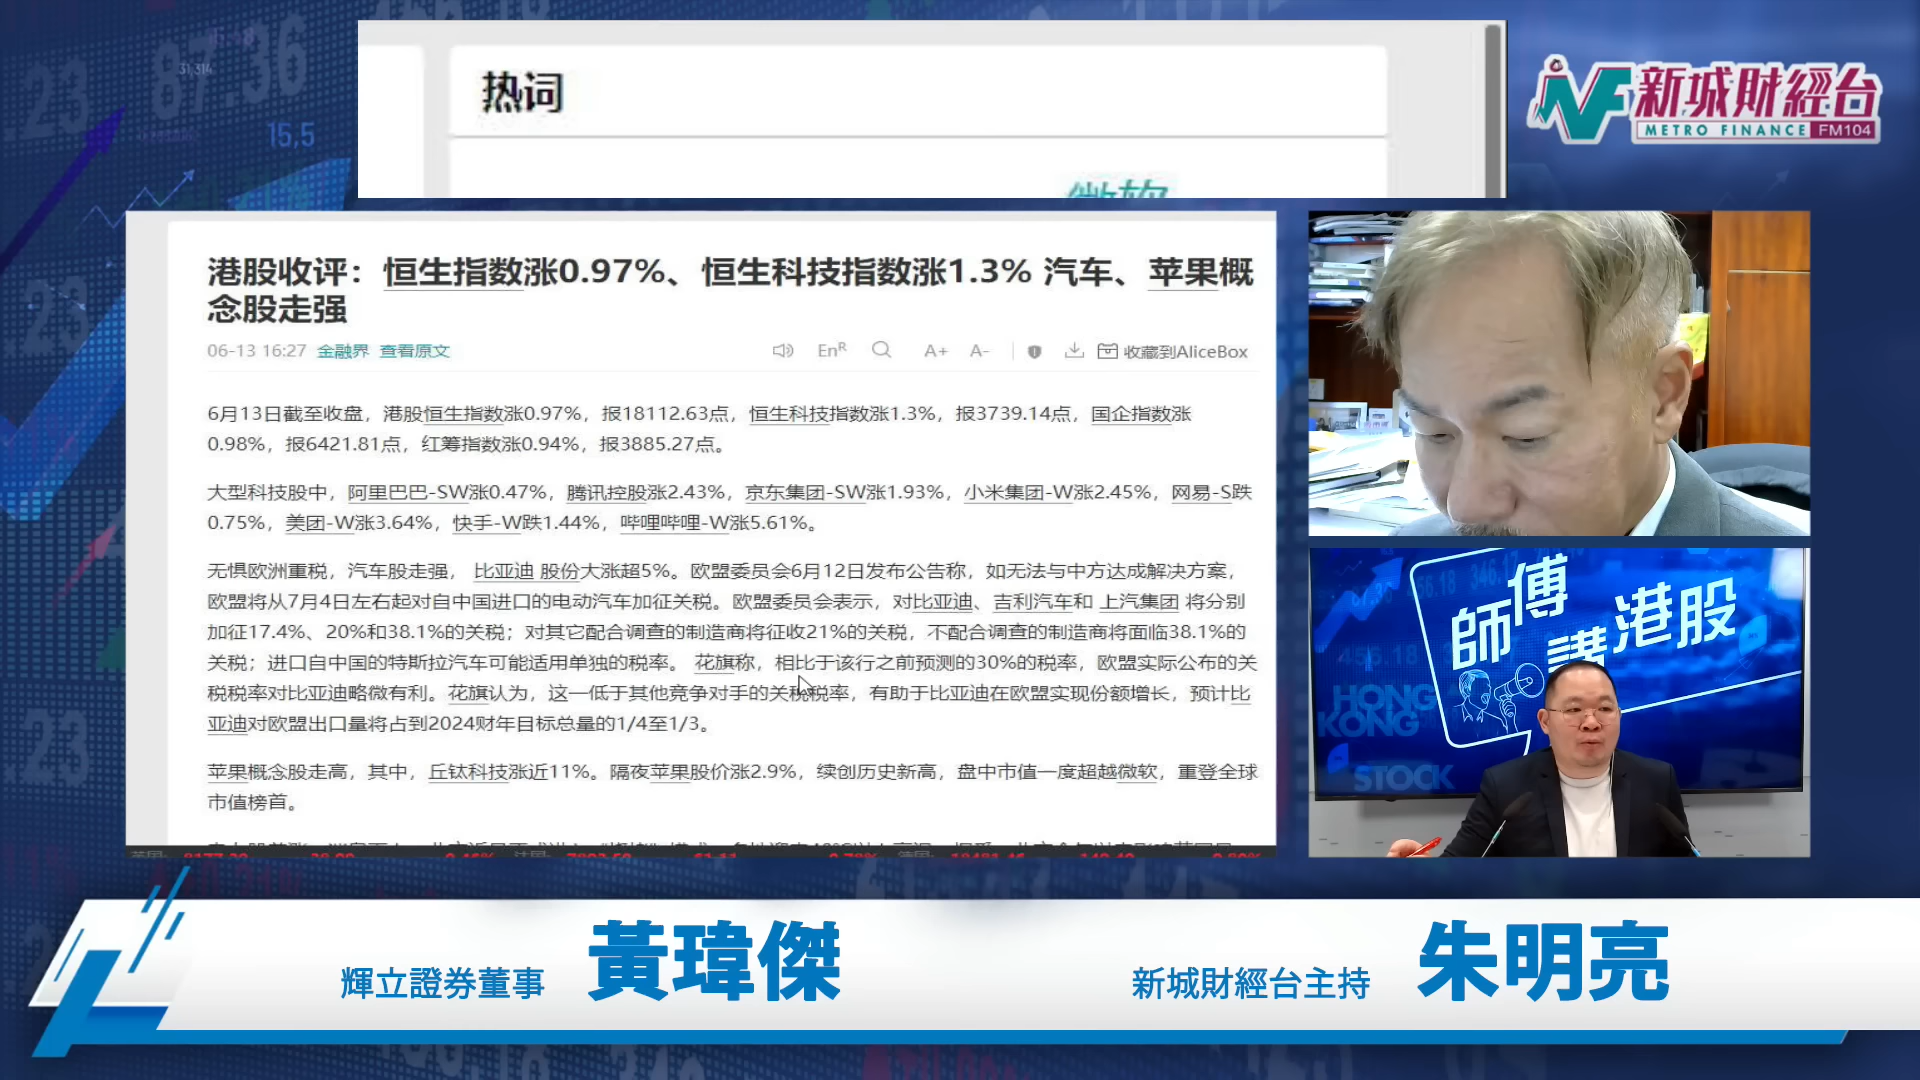 热词
新城財經台
METRO FINANCE FM104
港股收评：恒生指数涨0.97%、恒生科技指数涨1.3% 汽车、苹果概
念股走强
06-13 16:27 金融界 查看原文
EnR A+ A- 收藏到AliceBox
6月13日截至收盘，港股恒生指数涨0.97%，报18112.63点，恒生科技指数涨1.3%，报3739.14点，国企指数涨
0.98%，报6421.81点，红筹指数涨0.94%，报3885.27点。
大型科技股中，阿里巴巴-SW涨0.47%，腾讯控股涨2.43%，京东集团-SW涨1.93%，小米集团-W涨2.45%，网易-S跌
0.75%，美团-W涨3.64%，快手-W跌1.44%，哔哩哔哩-W涨5.61%。
无惧欧洲重税，汽车股走强， 比亚迪 股份大涨超5%。欧盟委员会6月12日发布公告称，如无法与中方达成解决方案，
欧盟将从7月4日左右起对自中国进口的电动汽车加征关税。欧盟委员会表示，对比亚迪、吉利汽车和 上汽集团 将分别
加征17.4%、20%和38.1%的关税；对其它配合调查的制造商将征收21%的关税，不配合调查的制造商将面临38.1%的
关税；进口自中国的特斯拉汽车可能适用单独的税率。 花旗称，相比于该行之前预测的30%的税率，欧盟实际公布的关
税税率对比亚迪略微有利。花旗认为，这一低于其他竞争对手的关税税率，有助于比亚迪在欧盟实现份额增长，预计比
亚迪对欧盟出口量将占到2024财年目标总量的1/4至1/3。
苹果概念股走高，其中，丘钛科技涨近11%。隔夜苹果股价涨2.9%，续创历史新高，盘中市值一度超越微软，重登全球
市值榜首。
師傅
講港股
HONG
KONG
STOCK
輝立證券董事 黃瑋傑
新城財經台主持 朱明亮